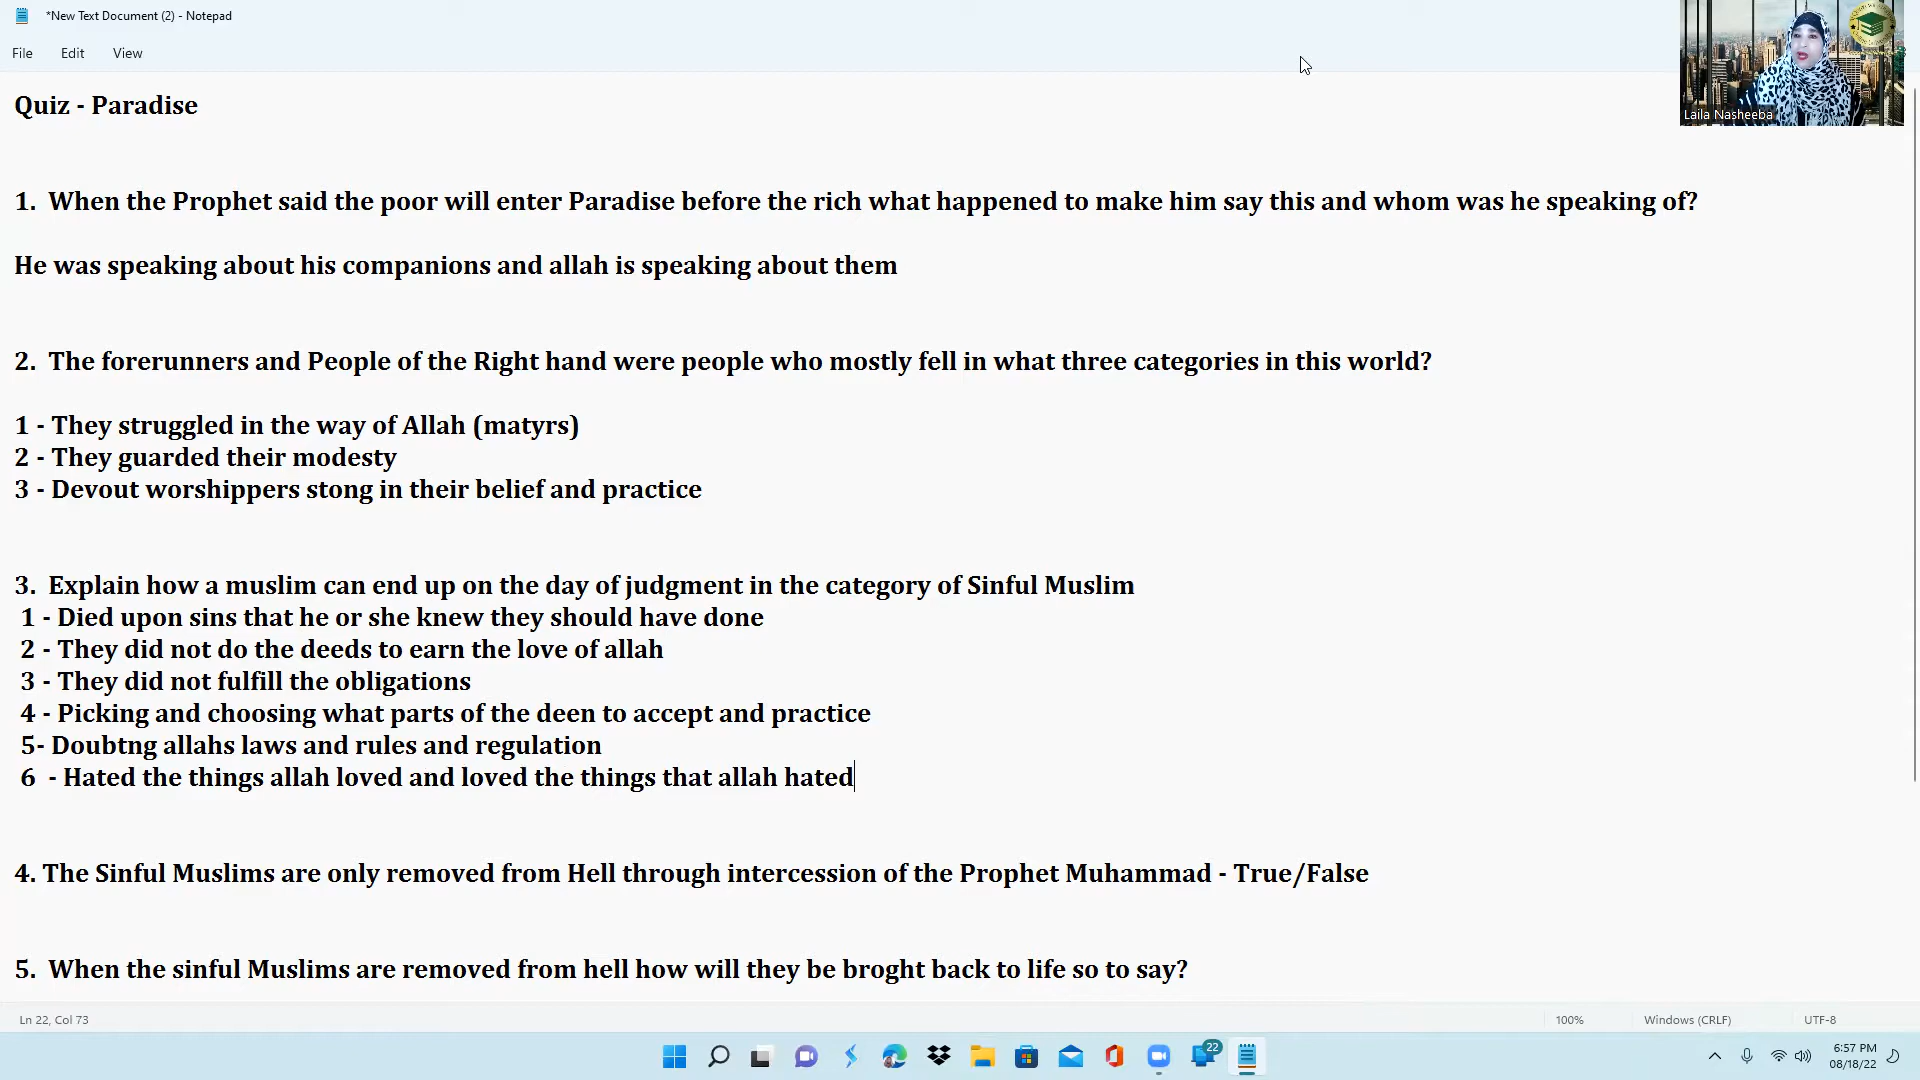 *New Text Document (2) - Notepad
File Edit View
Laila Nasheeba
Quiz - Paradise
1. When the Prophet said the poor will enter Paradise before the rich what happened to make him say this and whom was he speaking of?
He was speaking about his companions and allah is speaking about them
2. The forerunners and People of the Right hand were people who mostly fell in what three categories in this world?
1 - They struggled in the way of Allah (matyrs)
2 - They guarded their modesty
3 - Devout worshippers stong in their belief and practice
3. Explain how a muslim can end up on the day of judgment in the category of Sinful Muslim
1 - Died upon sins that he or she knew they should have done
2 - They did not do the deeds to earn the love of allah
3 - They did not fulfill the obligations
4 - Picking and choosing what parts of the deen to accept and practice
5- Doubtng allahs laws and rules and regulation
6 - Hated the things allah loved and loved the things that allah hated
4. The Sinful Muslims are only removed from Hell through intercession of the Prophet Muhammad - True/False
5. When the sinful Muslims are removed from hell how will they be broght back to life so to say?
Ln 22, Col 73 100% Windows (CRLF) UTF-8
22
6:57 PM
08/18/22